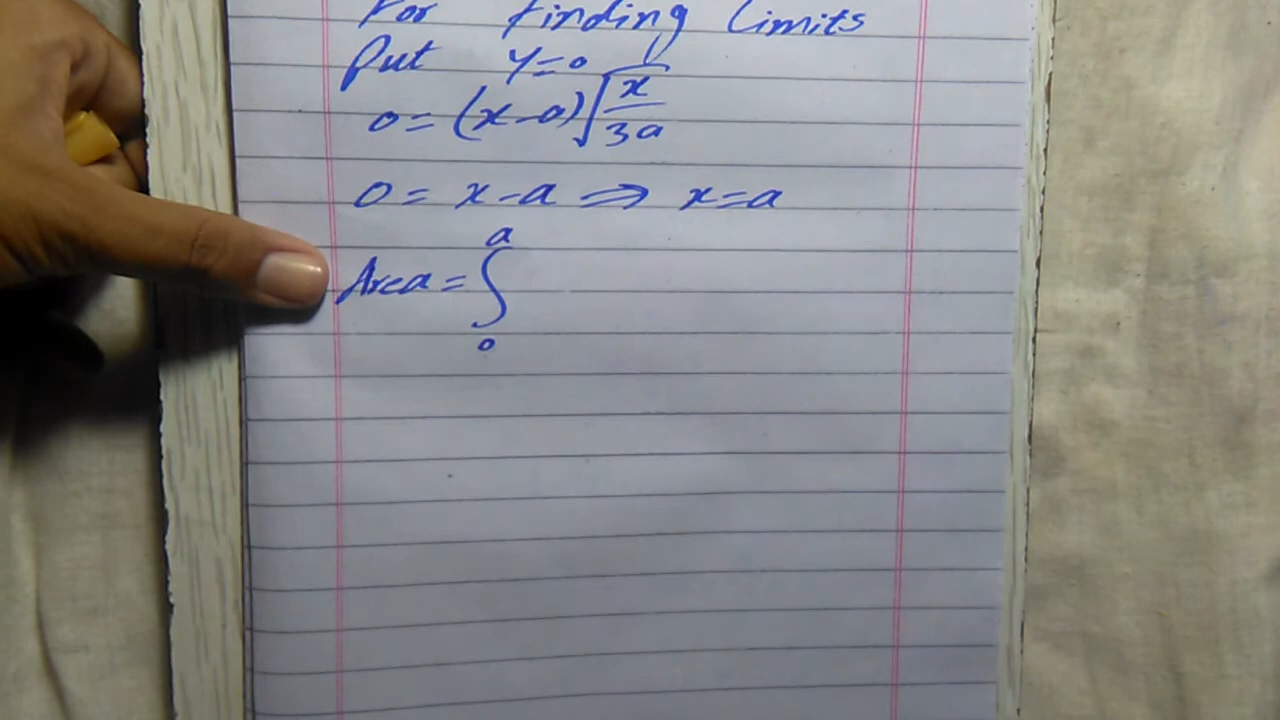 For finding Limits
Put y=0
0 = (x-a)√x/3a
0 = x-a ⇒ x=a
Area = ∫₀ᵃ